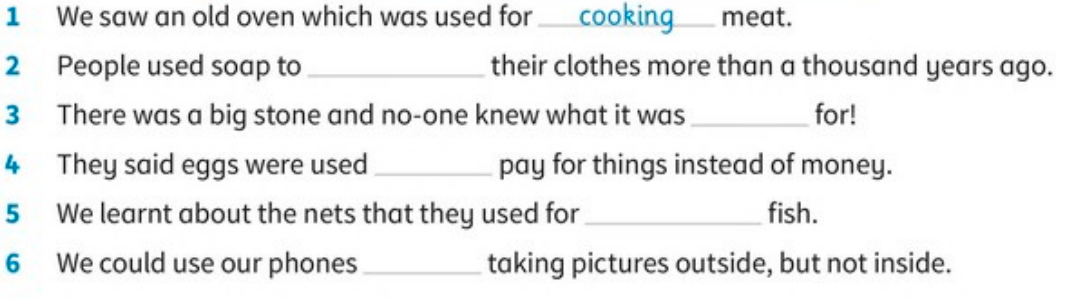 1 We saw an old oven which was used for cooking meat.
2 People used soap to ____________ their clothes more than a thousand years ago.
3 There was a big stone and no-one knew what it was ________ for!
4 They said eggs were used ________ pay for things instead of money.
5 We learnt about the nets that they used for ____________ fish.
6 We could use our phones ________ taking pictures outside, but not inside.